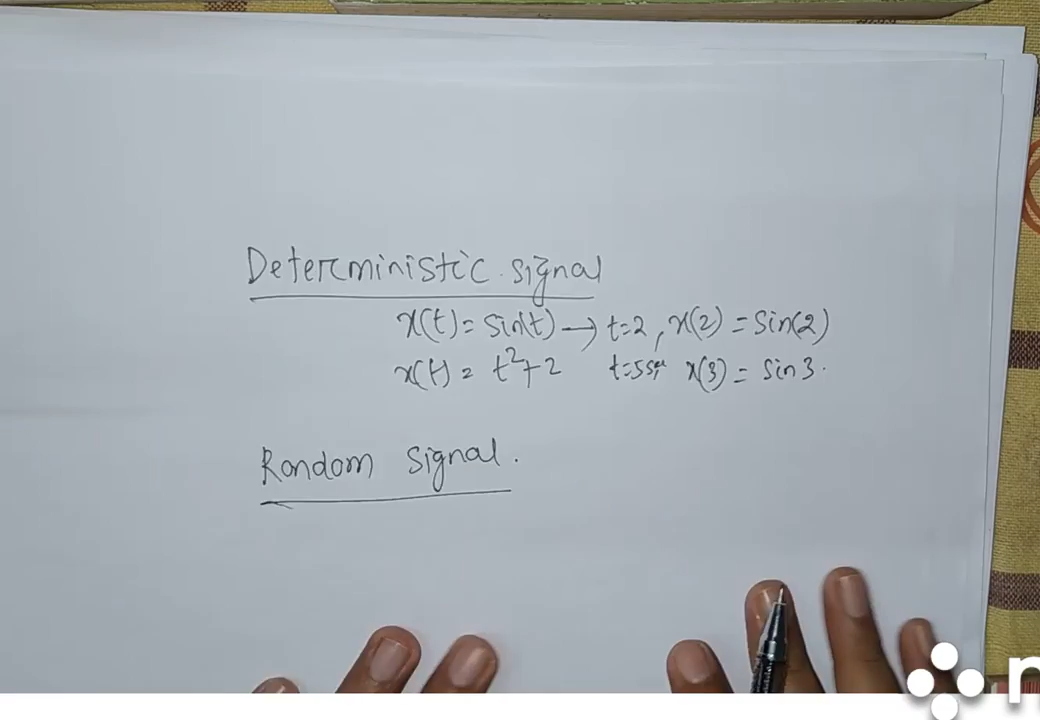 Deterministic signal
x(t) = sin(t) → t=2, x(2) = sin(2)
x(t) = t²+2 x(3) = sin 3.
Random signal.